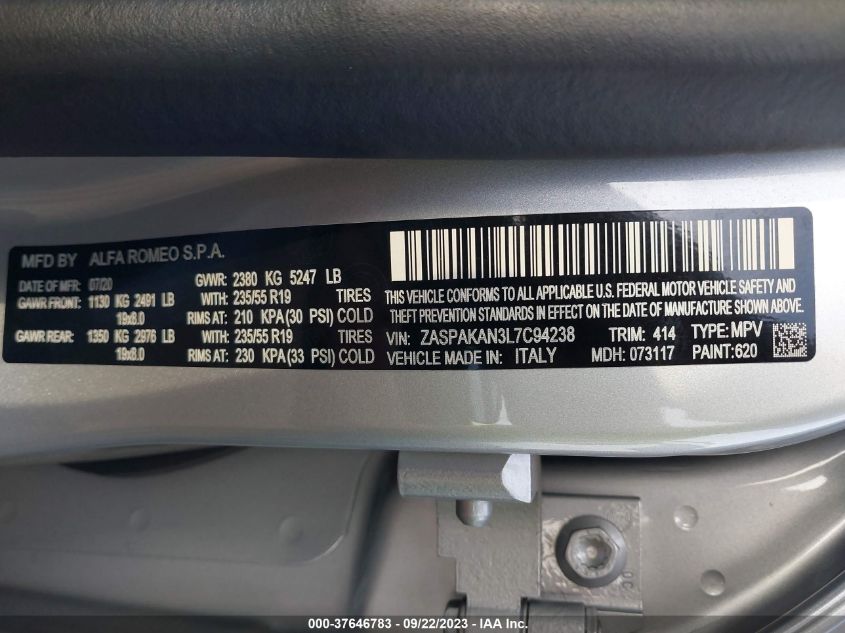 MFD BY ALFA ROMEO S.P.A.
DATE OF MFR: 07/20 GVWR: 2380 KG 5247 LB
GAWR FRONT: 1130 KG 2491 LB WITH: 235/55 R19 TIRES
19x8.0 RIMS AT: 210 KPA(30 PSI) COLD
GAWR REAR: 1350 KG 2976 LB WITH: 235/55 R19 TIRES
19x8.0 RIMS AT: 230 KPA(33 PSI) COLD
THIS VEHICLE CONFORMS TO ALL APPLICABLE U.S. FEDERAL MOTOR VEHICLE SAFETY AND
THEFT PREVENTION STANDARDS IN EFFECT ON THE DATE OF MANUFACTURE SHOWN ABOVE.
VIN: ZASPAKAN3L7C94238 TRIM: 414 TYPE: MPV
VEHICLE MADE IN: ITALY MDH: 073117 PAINT:620
000-37646783 / 09/22/2023 - IAA Inc.